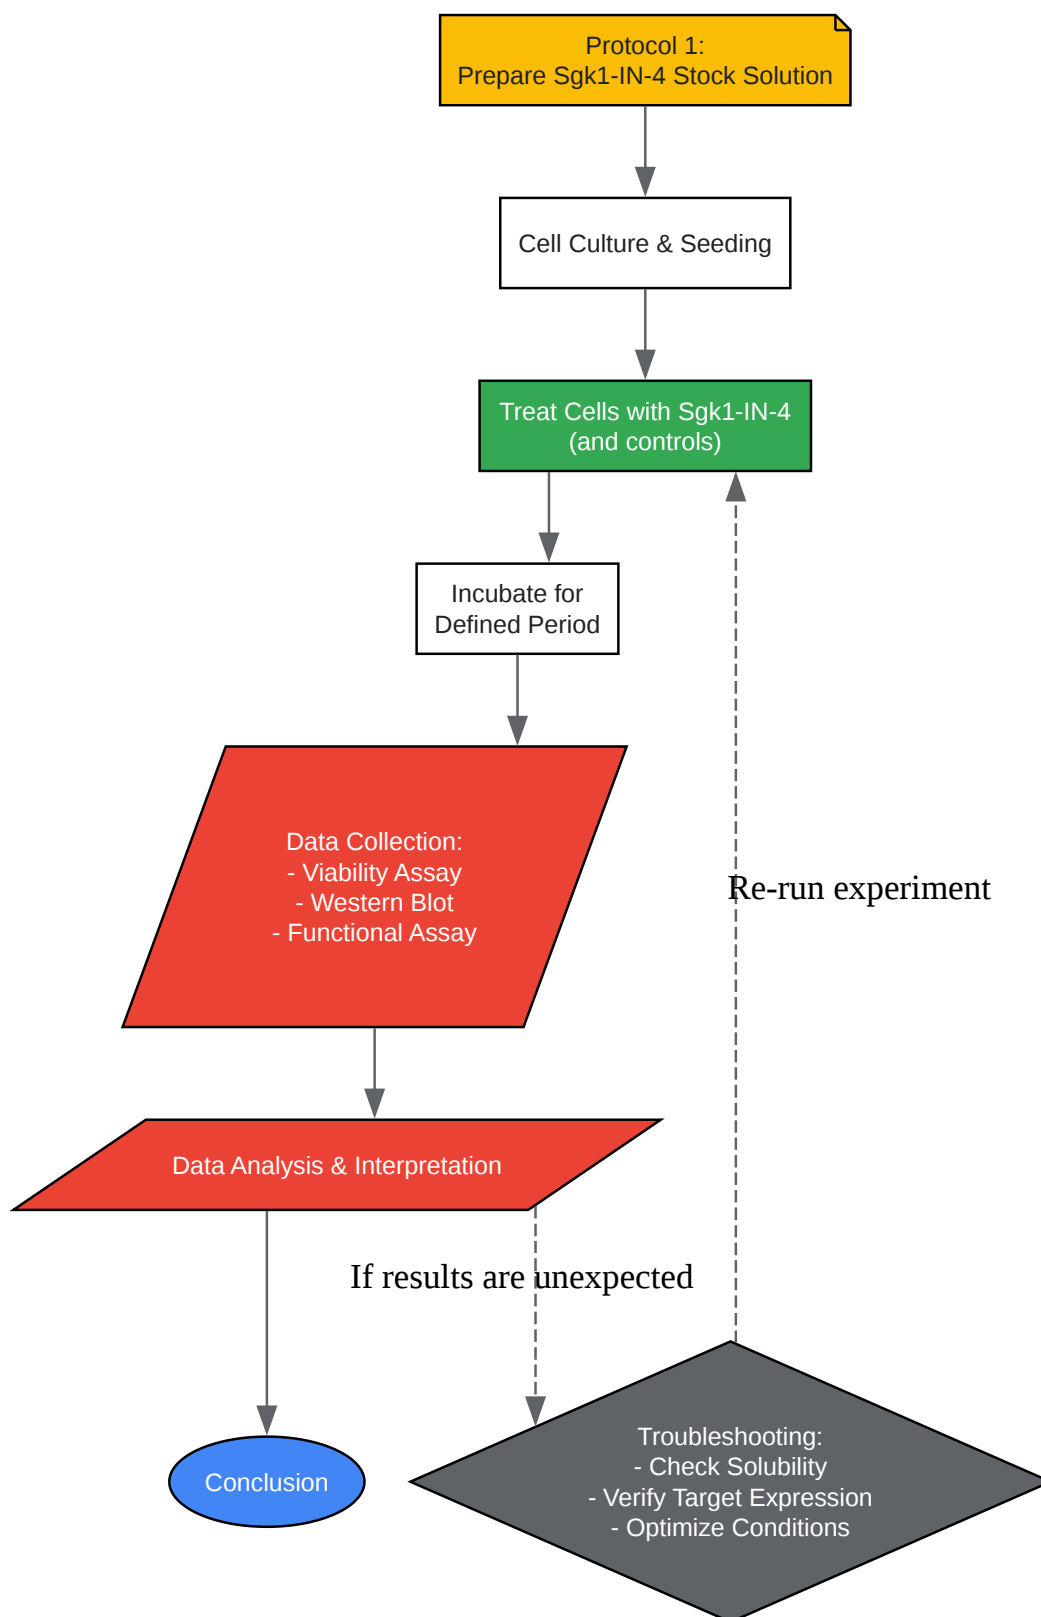 Protocol 1:
Prepare Sgk1-IN-4 Stock Solution
Cell Culture & Seeding
Treat Cells with Sgk1-IN-4
(and controls)
Incubate for
Defined Period
Data Collection:
- Viability Assay
- Western Blot
- Functional Assay
Re-run experiment
Data Analysis & Interpretation
If results are unexpected
Conclusion
Troubleshooting:
- Check Solubility
- Verify Target Expression
- Optimize Conditions